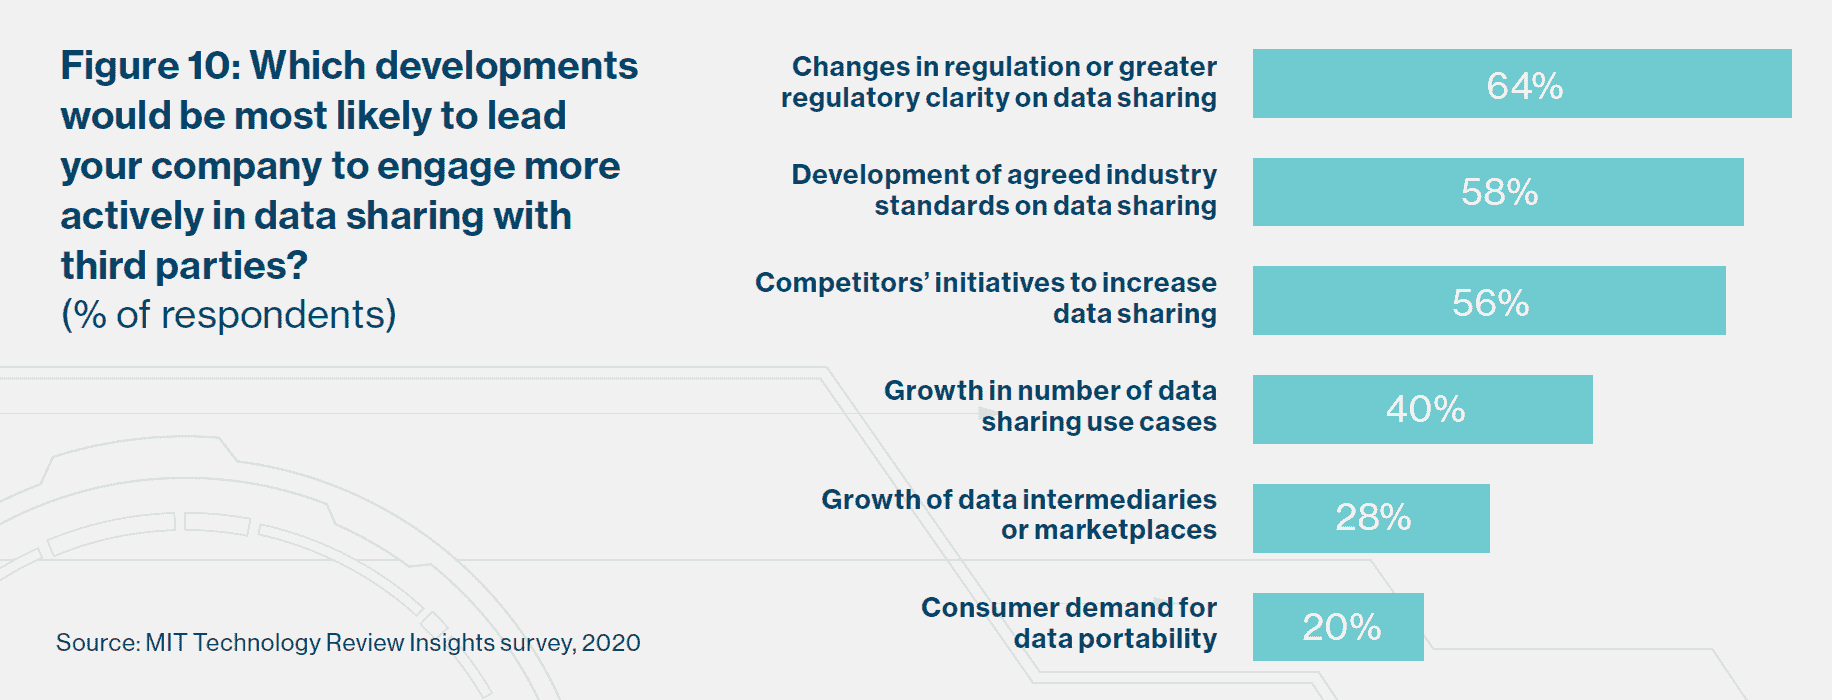 Figure 10: Which developments
would be most likely to lead
your company to engage more
actively in data sharing with
third parties?
(% of respondents)
Changes in regulation or greater
regulatory clarity on data sharing
64%
Development of agreed industry
standards on data sharing
58%
Competitors’ initiatives to increase
data sharing
56%
Growth in number of data
sharing use cases
40%
Growth of data intermediaries
or marketplaces
28%
Consumer demand for
data portability
20%
Source: MIT Technology Review Insights survey, 2020